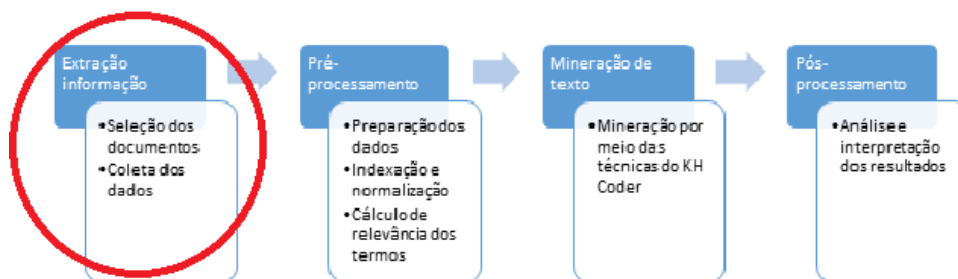 Extração
informação
•Seleção dos
documentos
•Coleta dos
dados
Pré-
processamento
•Preparação dos
dados
•Indexação e
normalização
•Cálculo de
relevância dos
termos
Mineração de
texto
•Mineração por
meio das
técnicas do KH
Coder
Pós-
processamento
•Análise e
interpretação
dos resultados